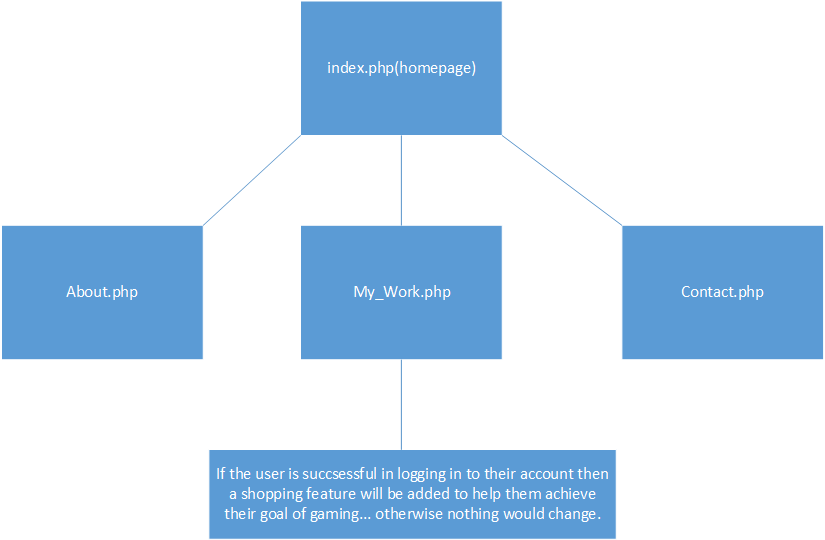 index.php(homepage)
About.php
My_Work.php
Contact.php
If the user is succsessful in logging in to their account then
a shopping feature will be added to help them achieve
their goal of gaming... otherwise nothing would change.